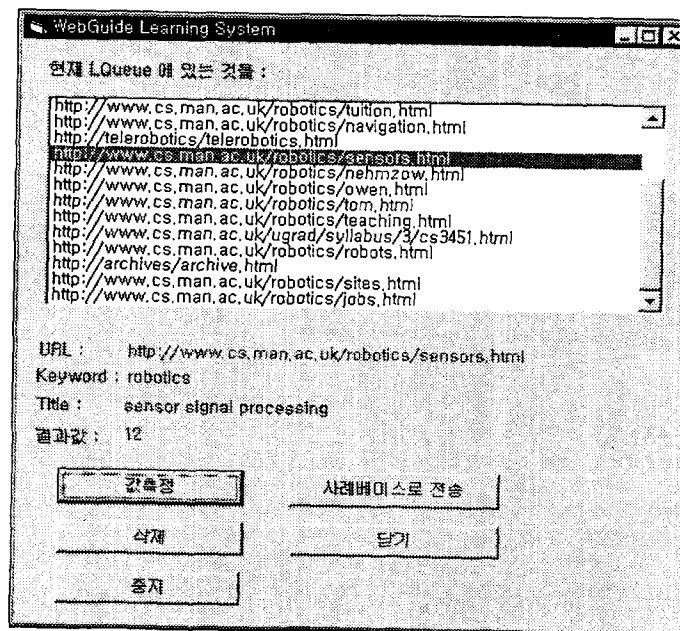 WebGuide Learning System
현재 LQueue 에 있는 것들 :
http://www.cs.man.ac.uk/robotics/tuition.html
http://www.cs.man.ac.uk/robotics/navigation.html
http://telerobotics/telerobotics.html
http://www.cs.man.ac.uk/robotics/sensors.html
http://www.cs.man.ac.uk/robotics/nehmzow.html
http://www.cs.man.ac.uk/robotics/owen.html
http://www.cs.man.ac.uk/robotics/tom.html
http://www.cs.man.ac.uk/robotics/teaching.html
http://www.cs.man.ac.uk/ugrad/syllabus/3/cs3451.html
http://www.cs.man.ac.uk/robotics/robots.html
http://archives/archive.html
http://www.cs.man.ac.uk/robotics/sites.html
http://www.cs.man.ac.uk/robotics/jobs.html
URL : http://www.cs.man.ac.uk/robotics/sensors.html
Keyword : robotics
Title : sensor signal processing
결과값 : 12
값측정 사례베이스로 전송
삭제 닫기
중지